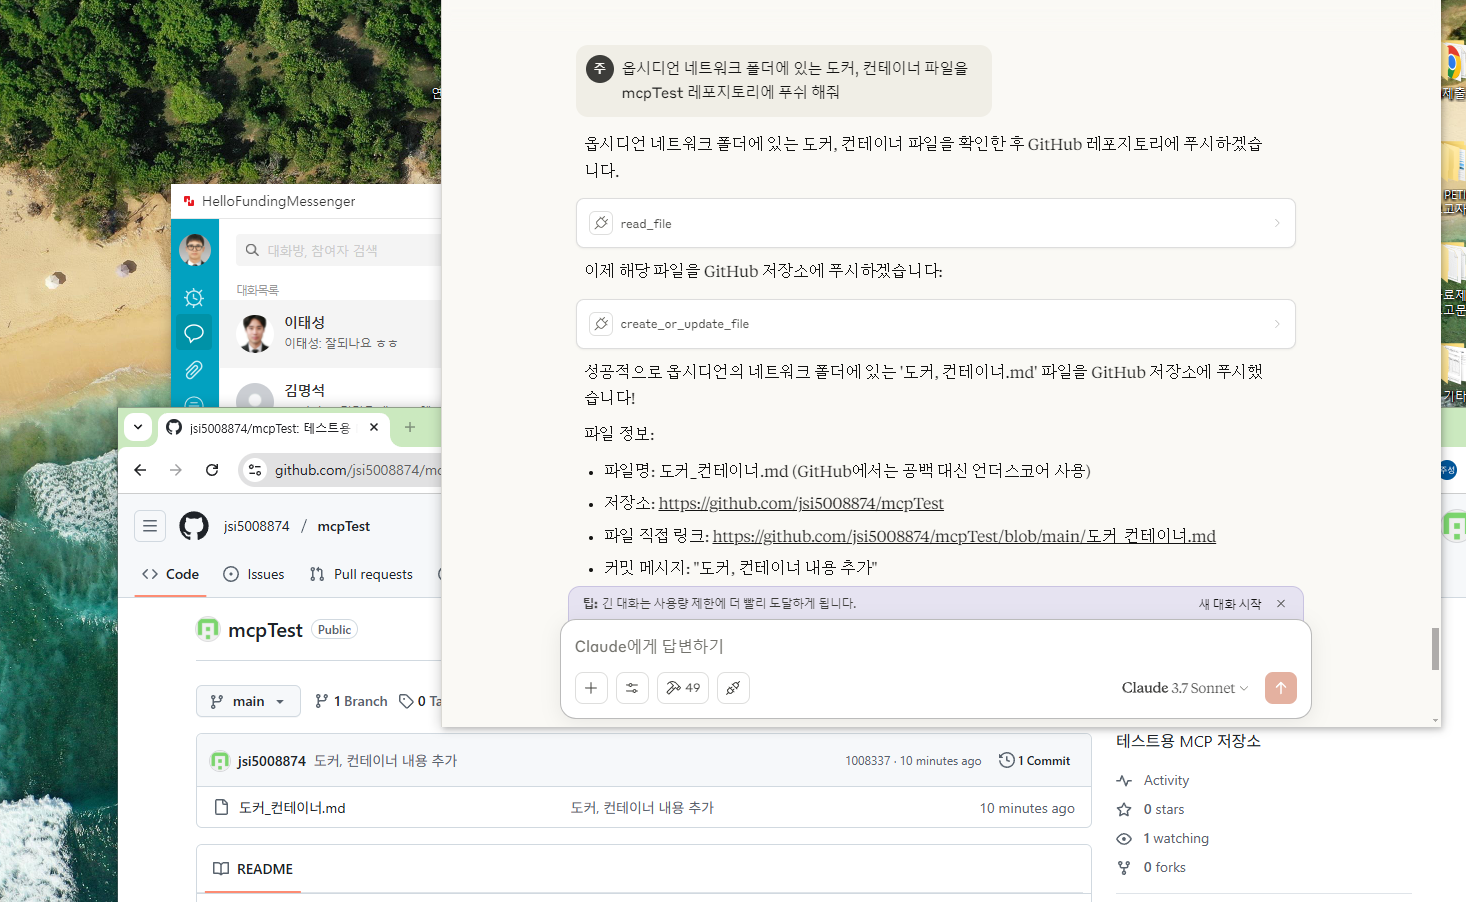 주
옵시디언 네트워크 폴더에 있는 도커, 컨테이너 파일을
mcpTest 레포지토리에 푸쉬 해줘
옵시디언 네트워크 폴더에 있는 도커, 컨테이너 파일을 확인한 후 GitHub 레포지토리에 푸시하겠습
니다.
read_file
이제 해당 파일을 GitHub 저장소에 푸시하겠습니다:
create_or_update_file
성공적으로 옵시디언의 네트워크 폴더에 있는 '도커, 컨테이너.md' 파일을 GitHub 저장소에 푸시했
습니다!
파일 정보:
• 파일명: 도커_컨테이너.md (GitHub에서는 공백 대신 언더스코어 사용)
• 저장소: https://github.com/jsi5008874/mcpTest
• 파일 직접 링크: https://github.com/jsi5008874/mcpTest/blob/main/도커_컨테이너.md
• 커밋 메시지: "도커, 컨테이너 내용 추가"
팁: 긴 대화는 사용량 제한에 더 빨리 도달하게 됩니다.
새 대화 시작
Claude에게 답변하기
49
Claude 3.7 Sonnet
HelloFundingMessenger
대화방, 참여자 검색
대화목록
이태성
이태성: 잘되나요 ㅎㅎ
김명석
jsi5008874/mcpTest: 테스트용
github.com/jsi5008874/mc
jsi5008874 / mcpTest
Code
Issues
Pull requests
mcpTest
Public
main
1 Branch
0 Ta
jsi5008874 도커, 컨테이너 내용 추가
1008337 · 10 minutes ago
1 Commit
도커_컨테이너.md
도커, 컨테이너 내용 추가
10 minutes ago
README
테스트용 MCP 저장소
Activity
0 stars
1 watching
0 forks
주성